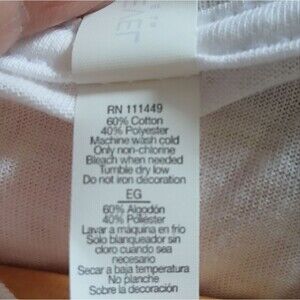 RN 111449
60% Cotton
40% Polyester
Machine wash cold
Only non-chlorine
Bleach when needed
Tumble dry low
Do not iron decoration
EG
60% Algodón
40% Poliéster
Lavar a máquina en frío
Solo blanqueador sin
cloro cuando sea
necesario
Secar a baja temperatura
No planche
Sobre la decoración